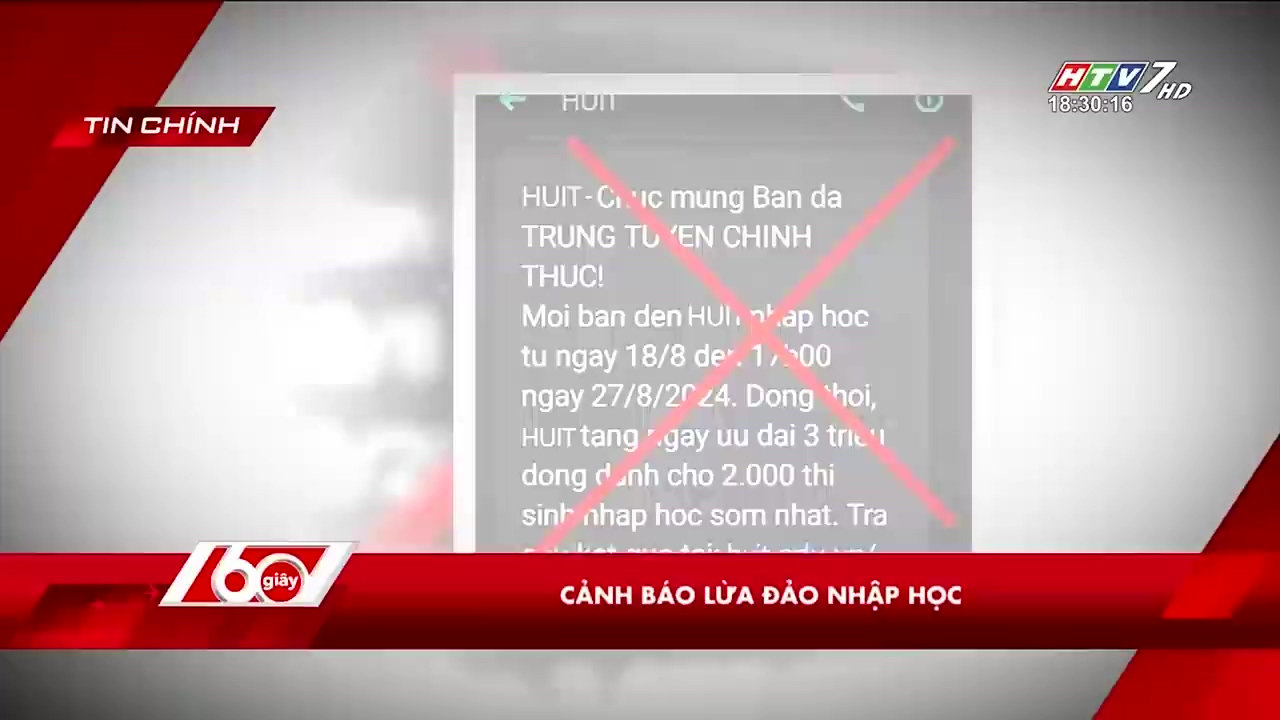 TIN CHÍNH
HTV7 HD
18:30:16
HUIT
HUIT - Chuc mung Ban da
TRUNG TUYEN CHINH
THUC!
Moi ban den HUIT nhap hoc
tu ngay 18/8 den 17h00
ngay 27/8/2024. Dong thoi,
HUIT tang ngay uu dai 3 trieu
dong danh cho 2.000 thi
sinh nhap hoc som nhat. Tra
60 giây
CẢNH BÁO LỪA ĐẢO NHẬP HỌC